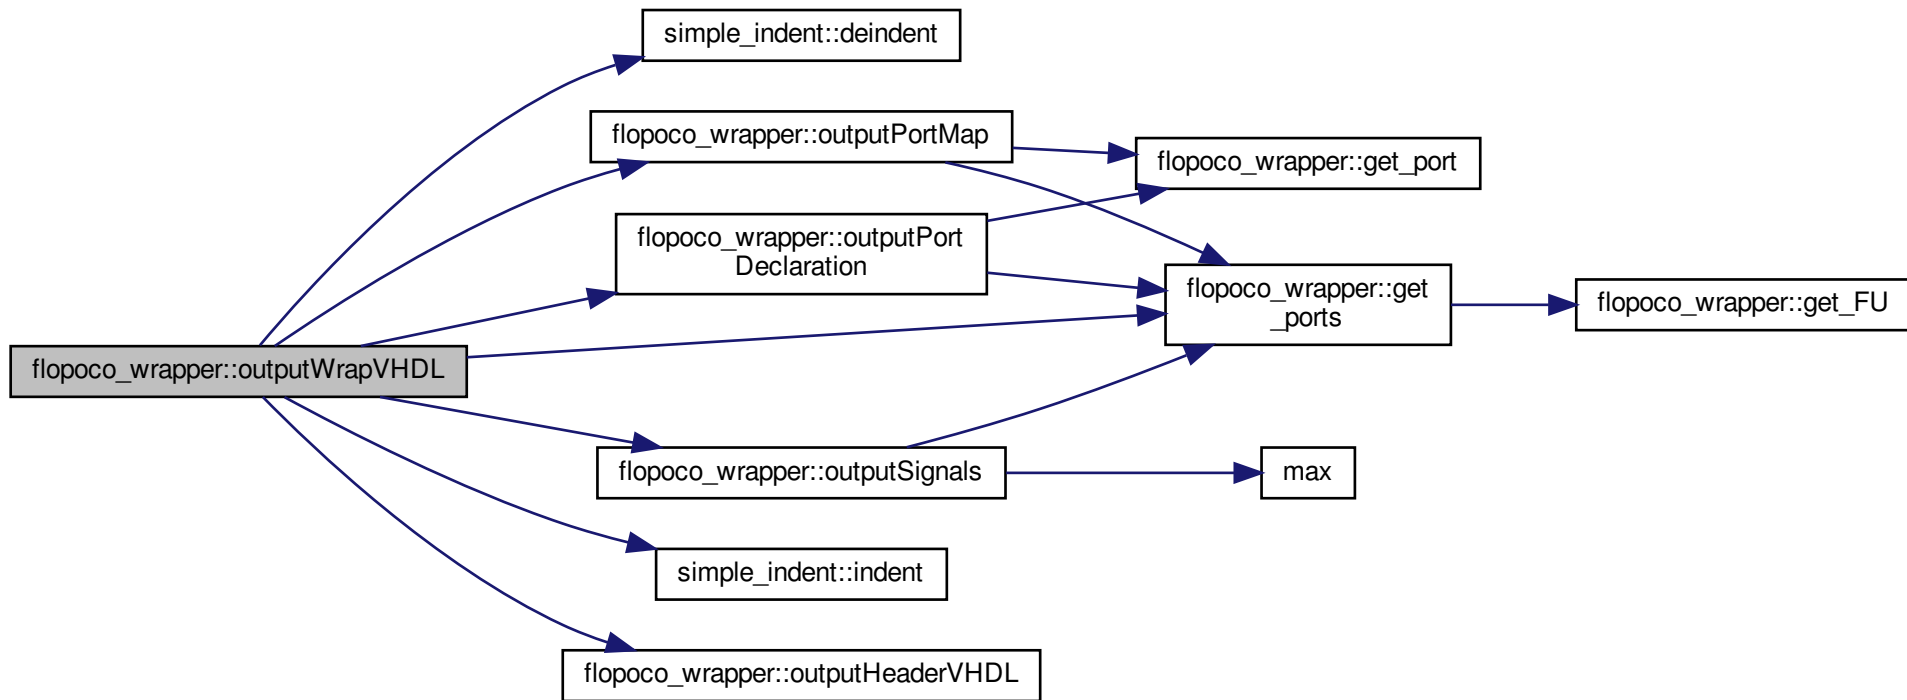 simple_indent::deindent
flopoco_wrapper::outputPortMap
flopoco_wrapper::get_port
flopoco_wrapper::outputPort
Declaration
flopoco_wrapper::get
_ports
flopoco_wrapper::get_FU
flopoco_wrapper::outputWrapVHDL
flopoco_wrapper::outputSignals
max
simple_indent::indent
flopoco_wrapper::outputHeaderVHDL